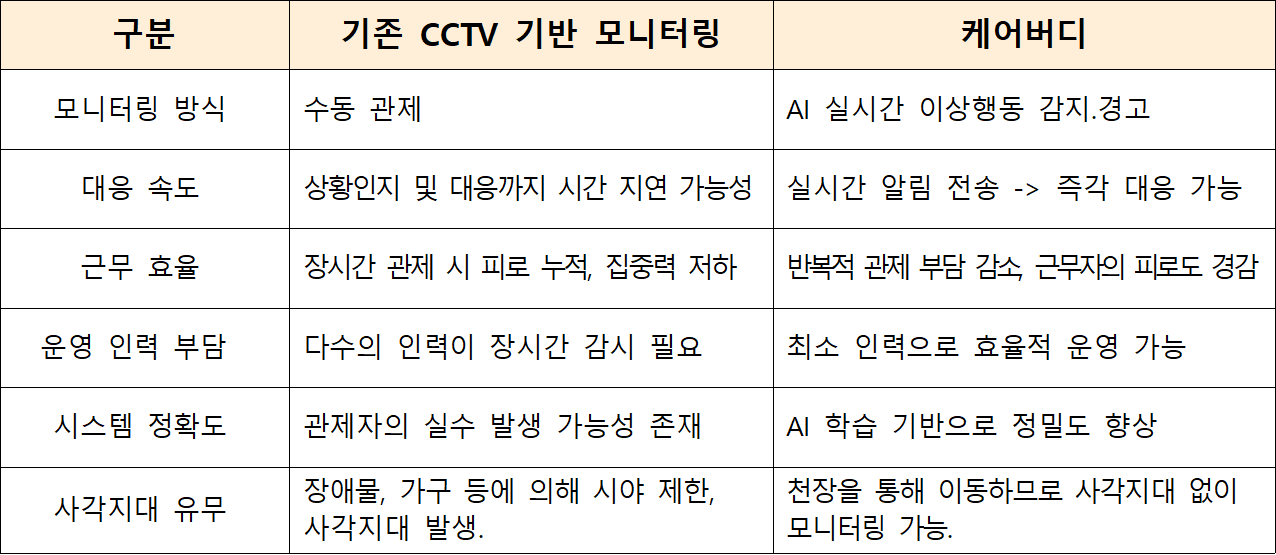 구분 기존 CCTV 기반 모니터링 케어버디
모니터링 방식 수동 관제 AI 실시간 이상행동 감지.경고
대응 속도 상황인지 및 대응까지 시간 지연 가능성 실시간 알림 전송 -> 즉각 대응 가능
근무 효율 장시간 관제 시 피로 누적, 집중력 저하 반복적 관제 부담 감소, 근무자의 피로도 경감
운영 인력 부담 다수의 인력이 장시간 감시 필요 최소 인력으로 효율적 운영 가능
시스템 정확도 관제자의 실수 발생 가능성 존재 AI 학습 기반으로 정밀도 향상
사각지대 유무
장애물, 가구 등에 의해 시야 제한,
사각지대 발생.
천장을 통해 이동하므로 사각지대 없이
모니터링 가능.